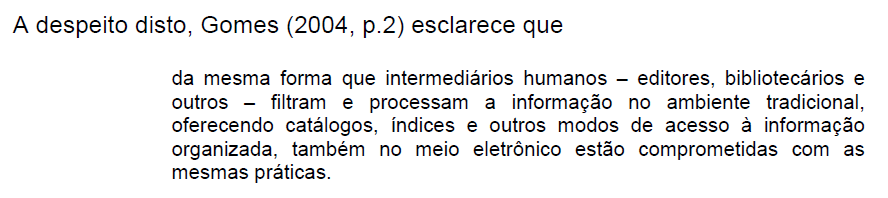 A despeito disto, Gomes (2004, p.2) esclarece que
da mesma forma que intermediários humanos – editores, bibliotecários e
outros – filtram e processam a informação no ambiente tradicional,
oferecendo catálogos, índices e outros modos de acesso à informação
organizada, também no meio eletrônico estão comprometidas com as
mesmas práticas.